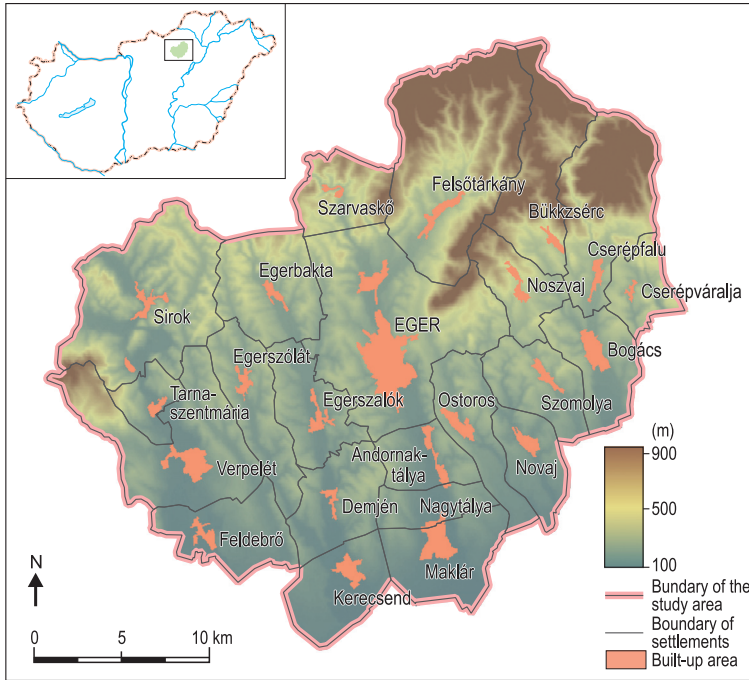 Felsőtárkány
Szarvaskő
Bükkzsérc
Cserépfalu
Egerbakta
Noszvaj
Cserépváralja
Sirok
EGER
Bogács
Egerszólát
Tarna-
szentmária
Egerszalók
Ostoros
Szomolya
Andornak-
tálya
Verpelét
Novaj
Demjén
Nagytálya
Feldebrő
Maklár
Kerecsend
(m)
900
500
100
Bundary of the
study area
Boundary of
settlements
Built-up area
N
0 5 10 km